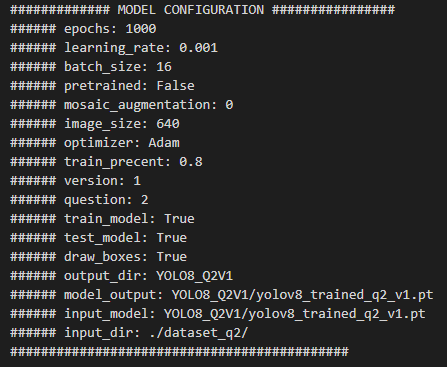 ############# MODEL CONFIGURATION ################
###### epochs: 1000
###### learning_rate: 0.001
###### batch_size: 16
###### pretrained: False
###### mosaic_augmentation: 0
###### image_size: 640
###### optimizer: Adam
###### train_precent: 0.8
###### version: 1
###### question: 2
###### train_model: True
###### test_model: True
###### draw_boxes: True
###### output_dir: YOLO8_Q2V1
###### model_output: YOLO8_Q2V1/yolov8_trained_q2_v1.pt
###### input_model: YOLO8_Q2V1/yolov8_trained_q2_v1.pt
###### input_dir: ./dataset_q2/
############################################